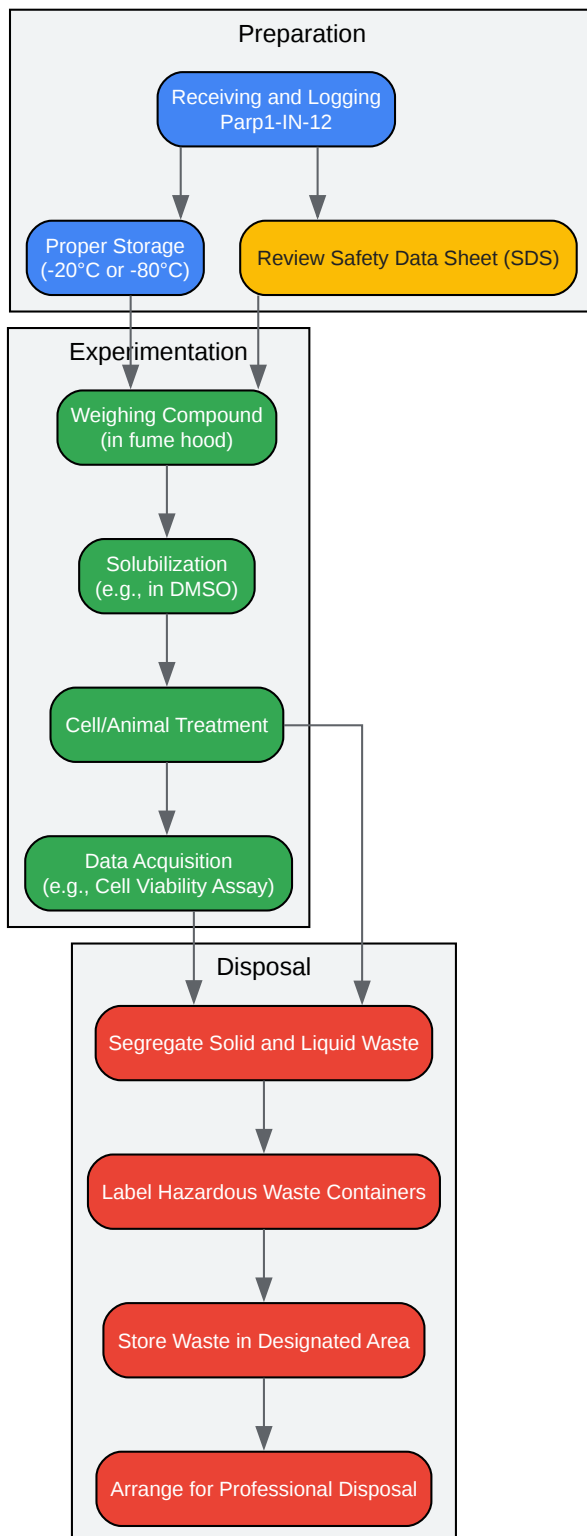 Preparation
Receiving and Logging
Parp1-IN-12
Proper Storage
(-20°C or -80°C)
Review Safety Data Sheet (SDS)
Experimentation
Weighing Compound
(in fume hood)
Solubilization
(e.g., in DMSO)
Cell/Animal Treatment
Data Acquisition
(e.g., Cell Viability Assay)
Disposal
Segregate Solid and Liquid Waste
Label Hazardous Waste Containers
Store Waste in Designated Area
Arrange for Professional Disposal